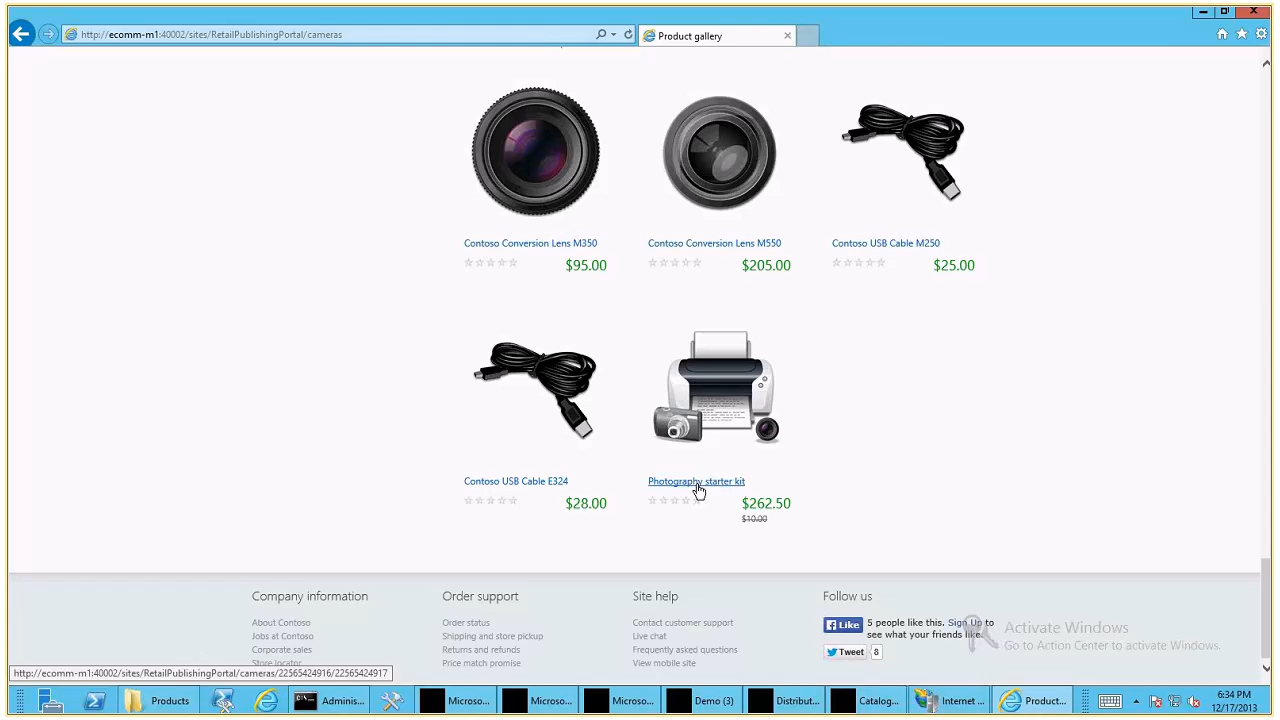 http://ecomm-m1:40002/sites/RetailPublishingPortal/cameras
Product gallery
Contoso Conversion Lens M350
$95.00
Contoso Conversion Lens M550
$205.00
Contoso USB Cable M250
$25.00
Contoso USB Cable E324
$28.00
Photography starter kit
$262.50
$10.00
Company information
About Contoso
Jobs at Contoso
Corporate sales
Store locator
Order support
Order status
Shipping and store pickup
Returns and refunds
Price match promise
Site help
Contact customer support
Live chat
Frequently asked questions
View mobile site
Follow us
Like
5 people like this. Sign Up to
see what your friends like.
Tweet
8
Activate Windows
Go to Action Center to activate Windows.
http://ecomm-m1:40002/sites/RetailPublishingPortal/cameras/22565424916/22565424917
Products
Adminis...
Microso...
Microso...
Microso...
Demo (3)
Distribut...
Catalog...
Internet ...
Product...
6:34 PM
12/17/2013